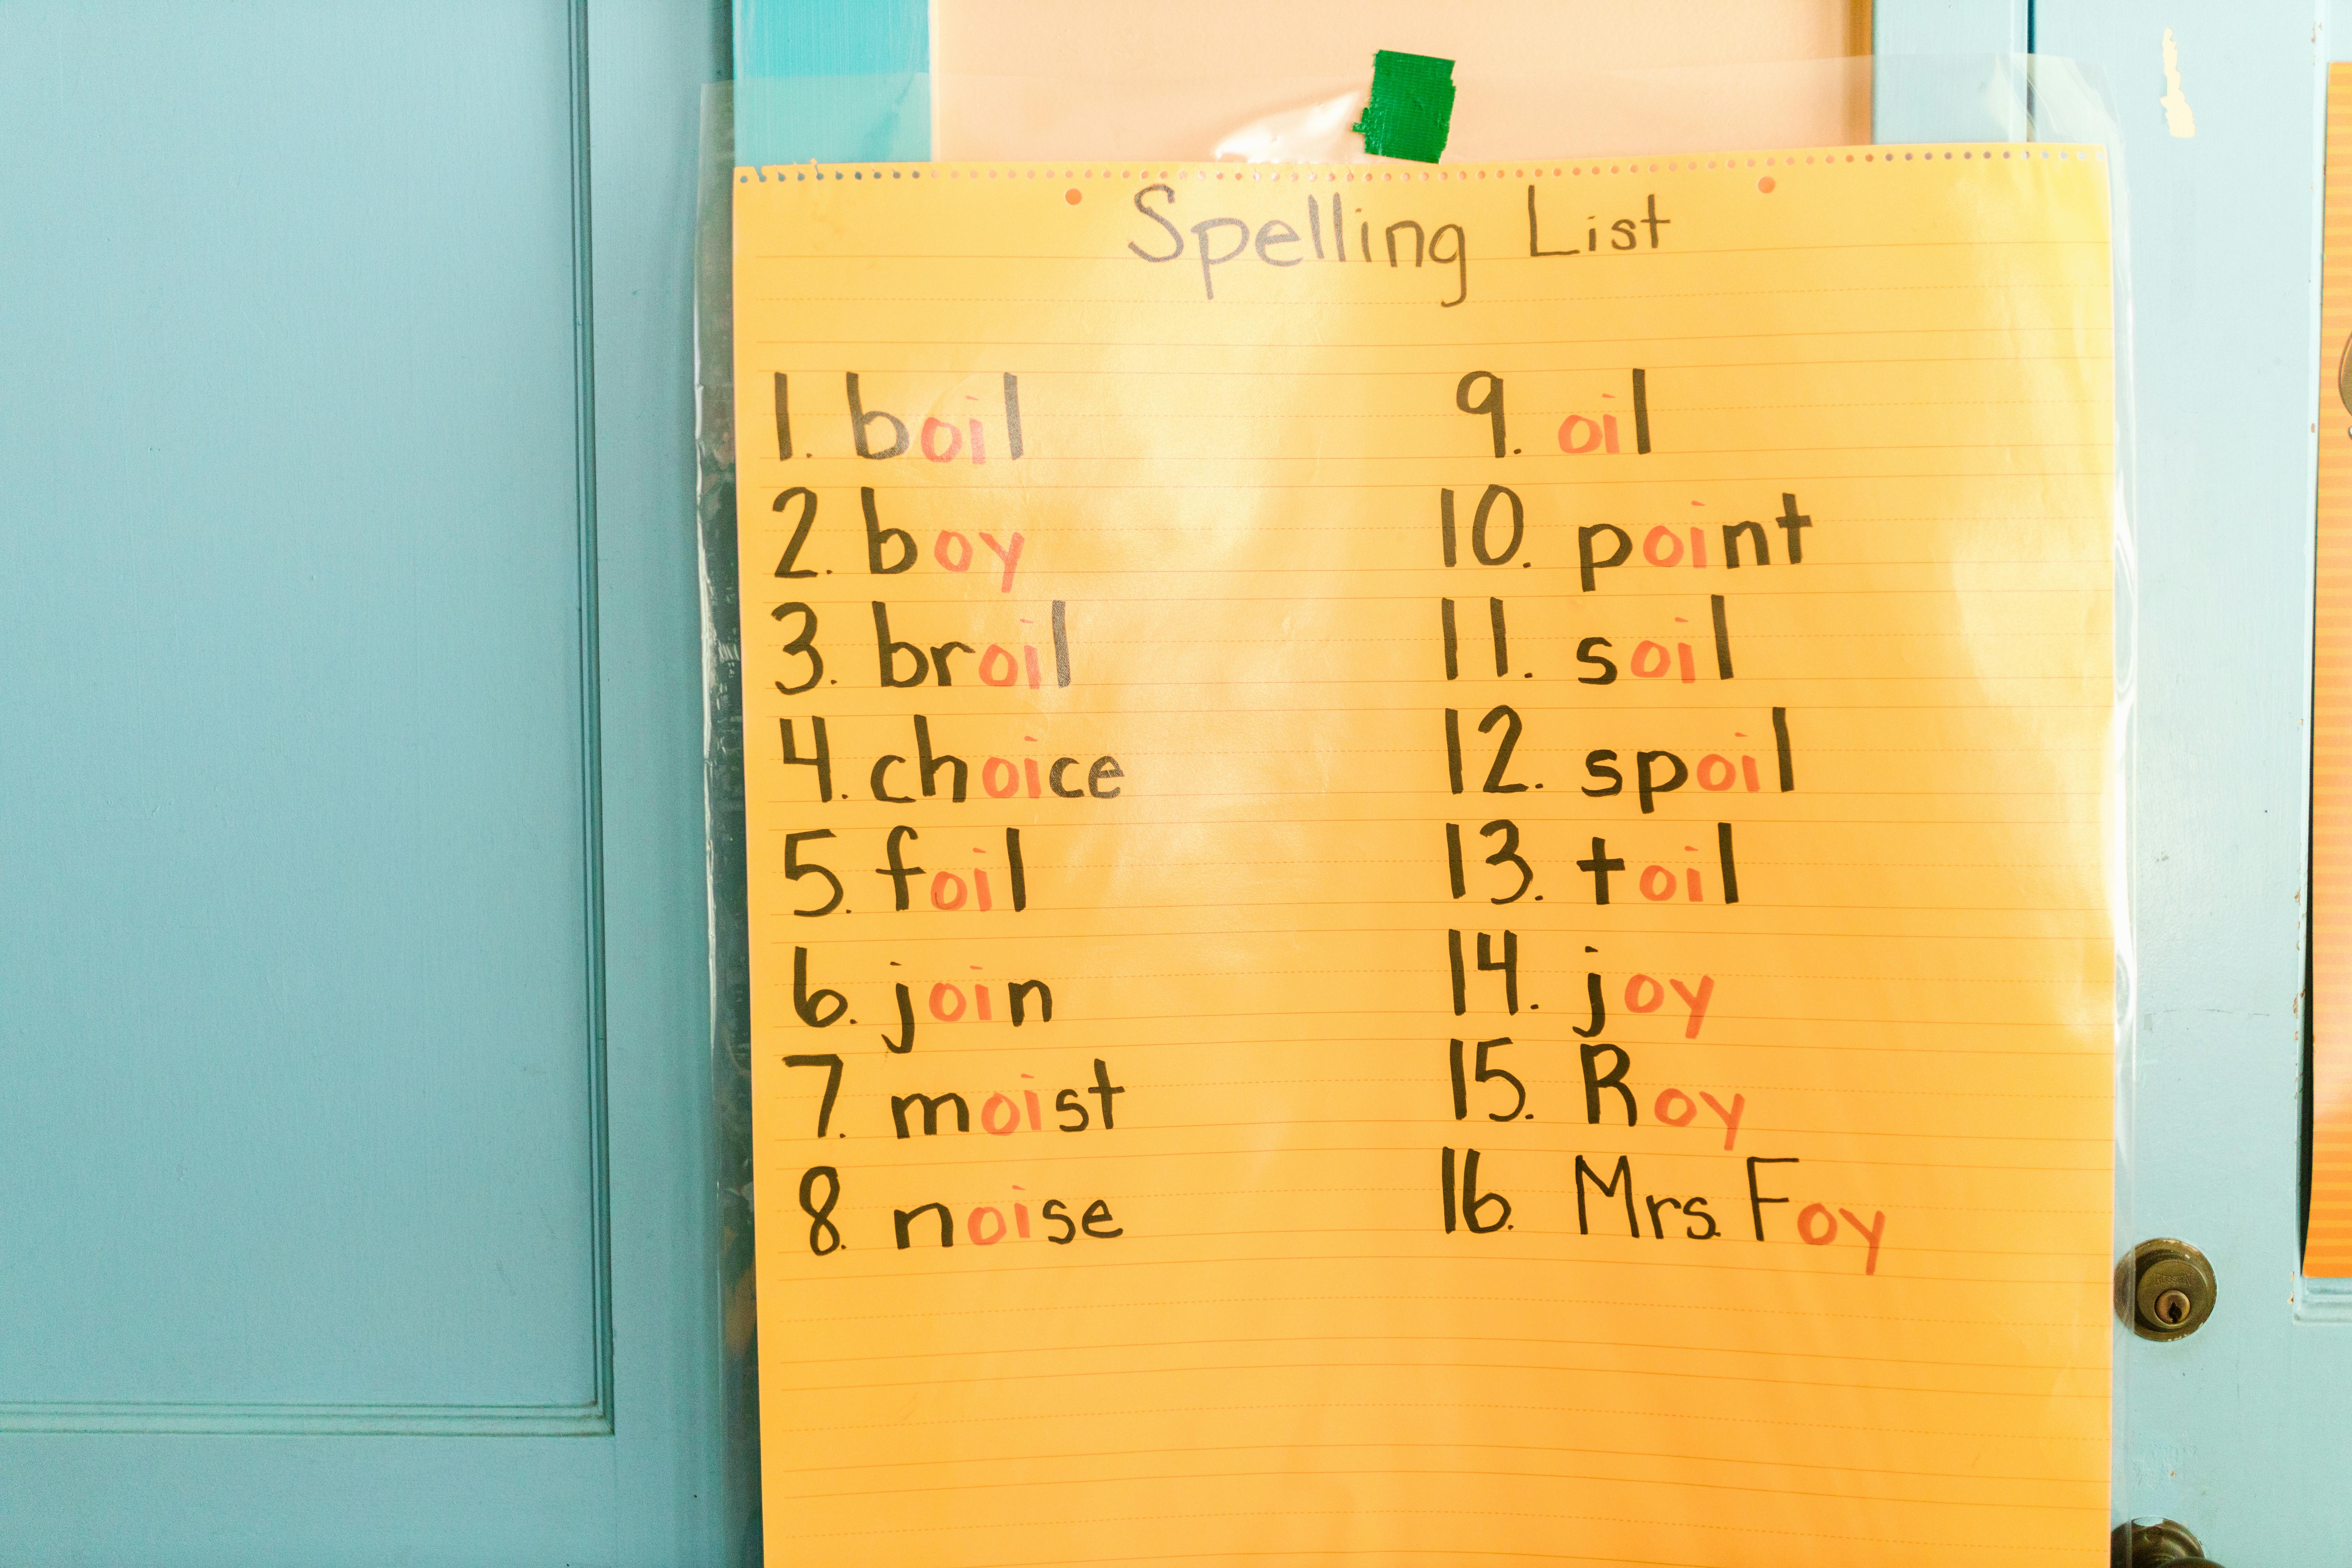 Spelling List
1. boil
2. boy
3. broil
4. choice
5. foil
6. join
7. moist
8. noise
9. oil
10. point
11. soil
12. spoil
13. toil
14. joy
15. Roy
16. Mrs. Foy